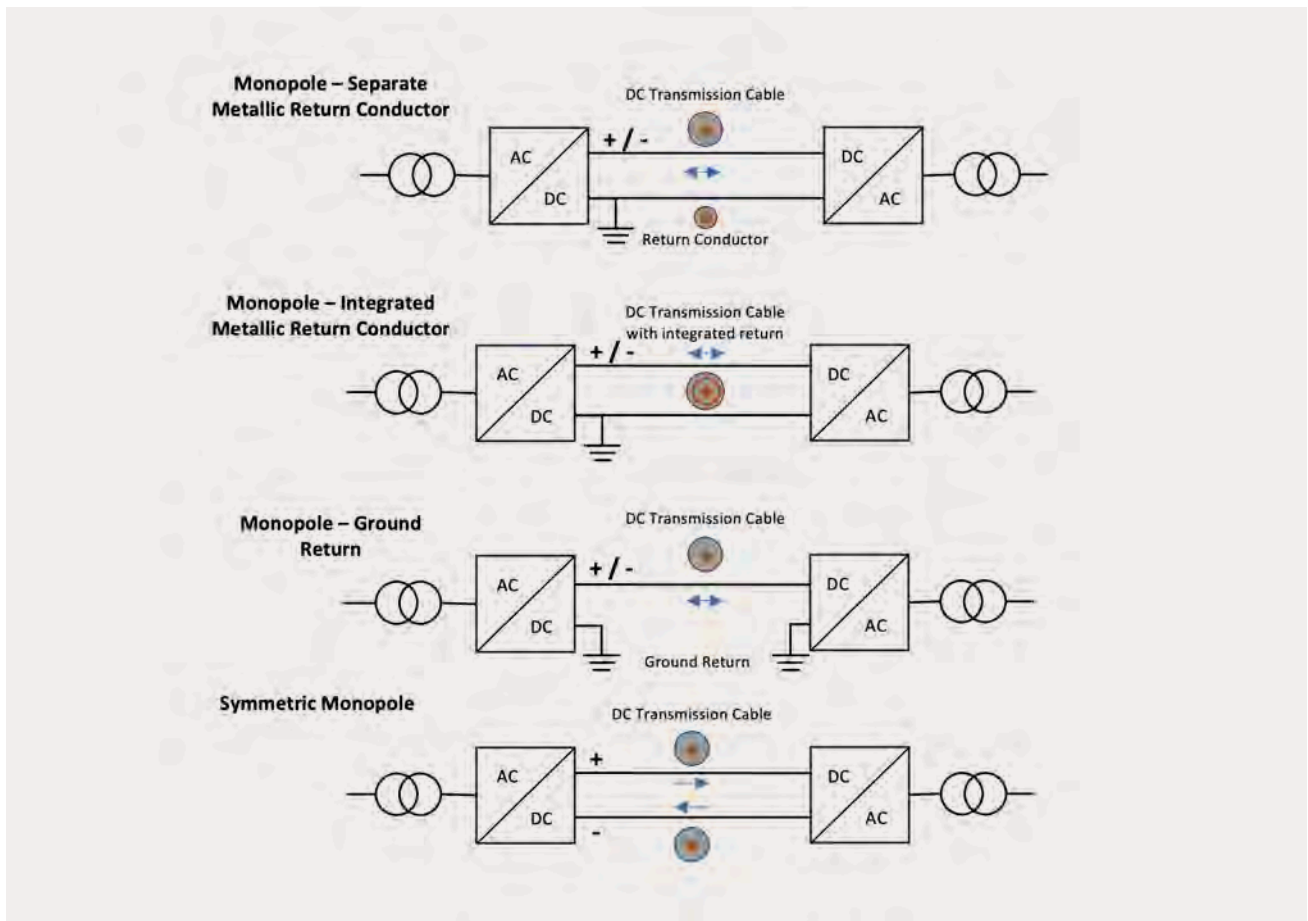 Monopole – Separate
Metallic Return Conductor
DC Transmission Cable
+ / -
AC
DC
DC
AC
Return Conductor
Monopole – Integrated
Metallic Return Conductor
DC Transmission Cable
with integrated return
+ / -
AC
DC
DC
AC
Monopole – Ground
Return
DC Transmission Cable
+ / -
AC
DC
DC
AC
Ground Return
Symmetric Monopole
DC Transmission Cable
+
AC
DC
DC
AC
-